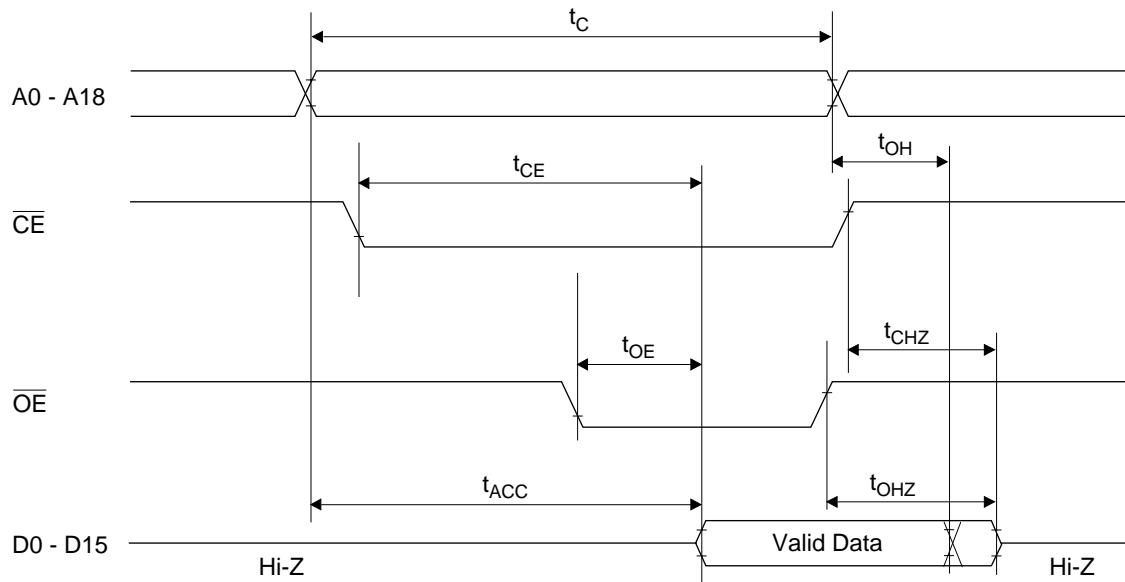 tC
A0 - A18
tOH
tCE
CE
tCHZ
tOE
OE
tACC
tOHZ
D0 - D15
Valid Data
Hi-Z
Hi-Z